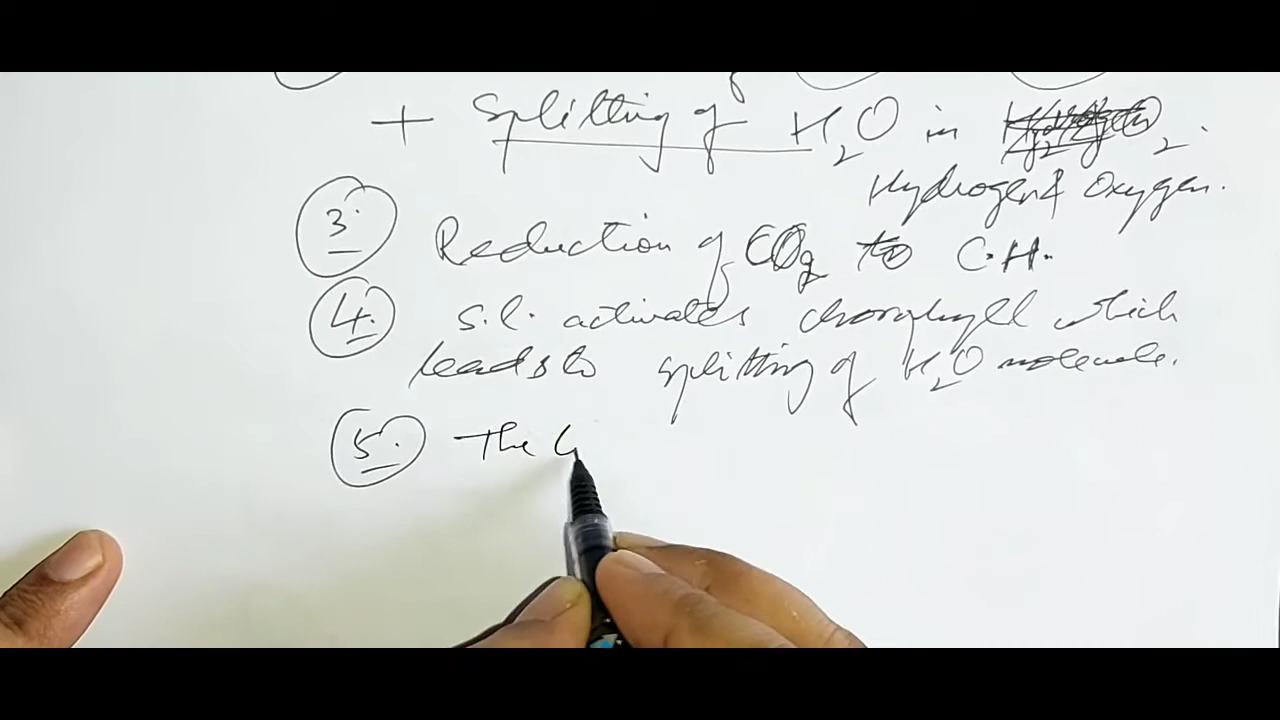 + Splitting of H2O in
Hydrogen & Oxygen.
3. Reduction of CO2 to C.H.
4. S.l. activates chorophyll which
leads to splitting of H2O molecule.
5. The